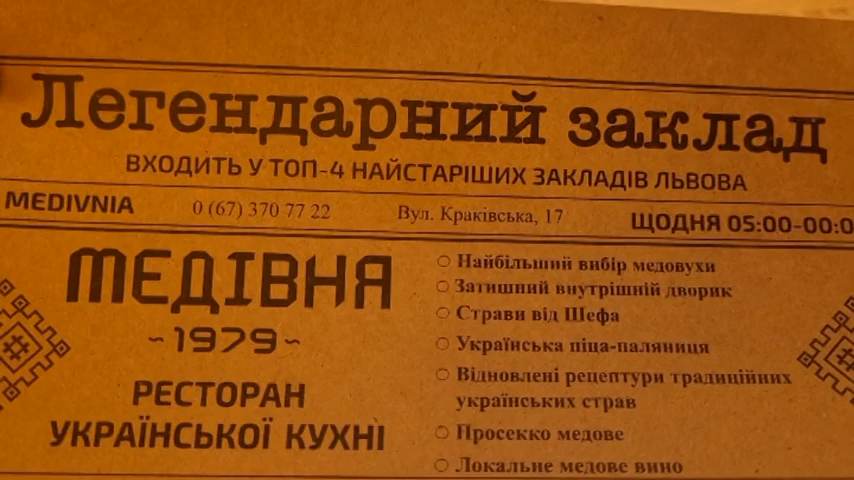 Легендарний заклад
ВХОДИТЬ У ТОП-4 НАЙСТАРІШИХ ЗАКЛАДІВ ЛЬВОВА
MEDIVNIA 0 (67) 370 77 22 Вул. Краківська, 17 ЩОДНЯ 05:00-00:0
МЕДІВНЯ
~1979~
РЕСТОРАН
УКРАЇНСЬКОЇ КУХНІ
Найбільший вибір медовухи
Затишний внутрішній дворик
Страви від Шефа
Українська піца-паляниця
Відновлені рецептури традиційних
українських страв
Просекко медове
Локальне медове вино